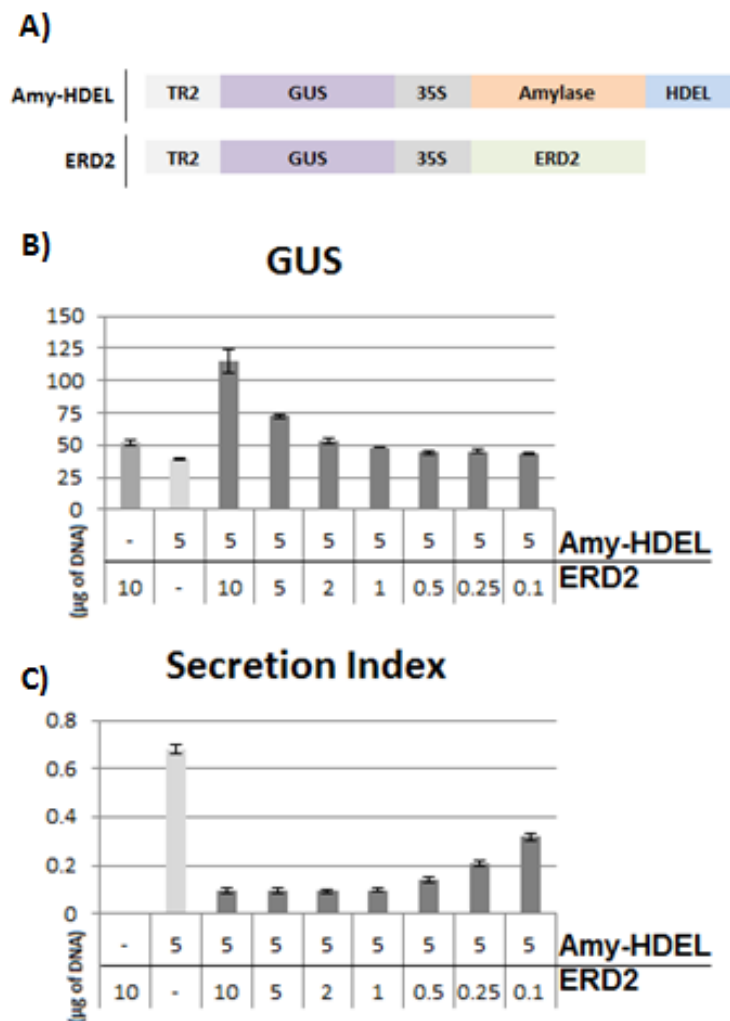 A)
Amy-HDEL TR2 GUS 35S Amylase HDEL
ERD2 TR2 GUS 35S ERD2
B)
GUS
150
125
100
75
50
25
0
- 5 5 5 5 5 5 5 5 Amy-HDEL
10 - 10 5 2 1 0.5 0.25 0.1 ERD2
(µg of DNA)
Secretion Index
C)
0.8
0.6
0.4
0.2
0
- 5 5 5 5 5 5 5 5 Amy-HDEL
10 - 10 5 2 1 0.5 0.25 0.1 ERD2
(µg of DNA)